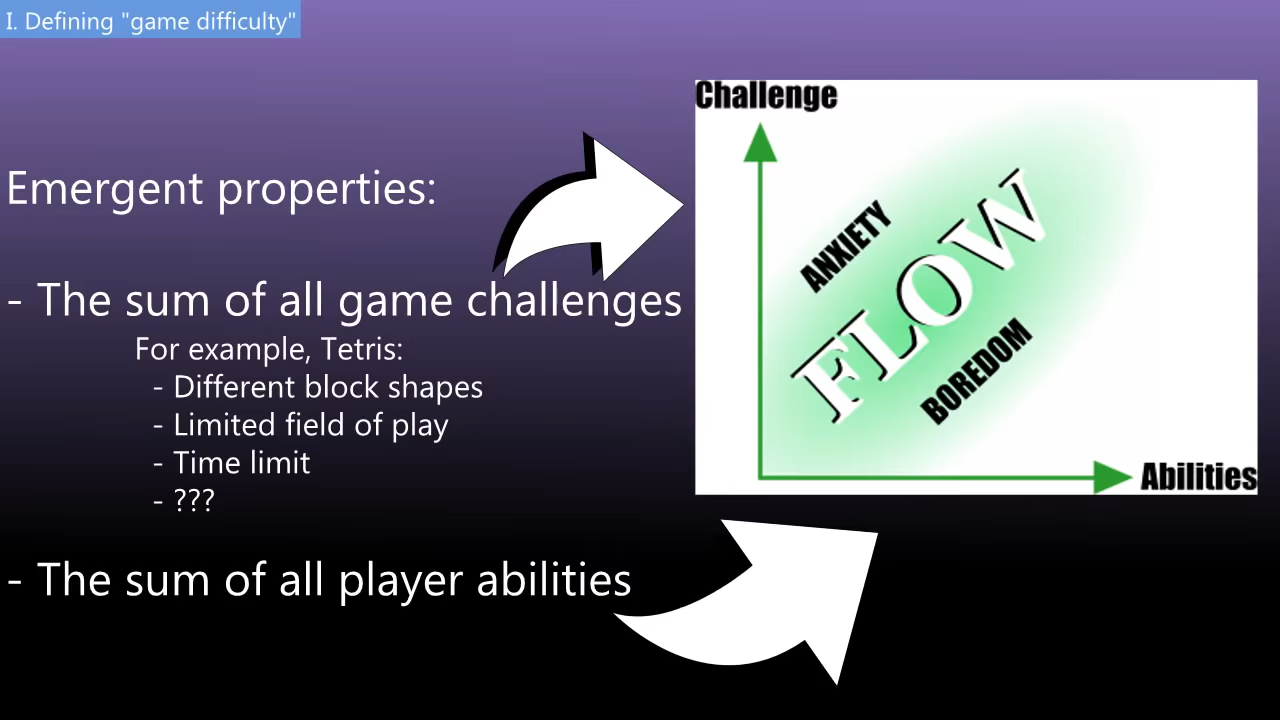 I. Defining "game difficulty"
Emergent properties:
- The sum of all game challenges
For example, Tetris:
- Different block shapes
- Limited field of play
- Time limit
- ???
- The sum of all player abilities
Challenge
ANXIETY
FLOW
BOREDOM
Abilities